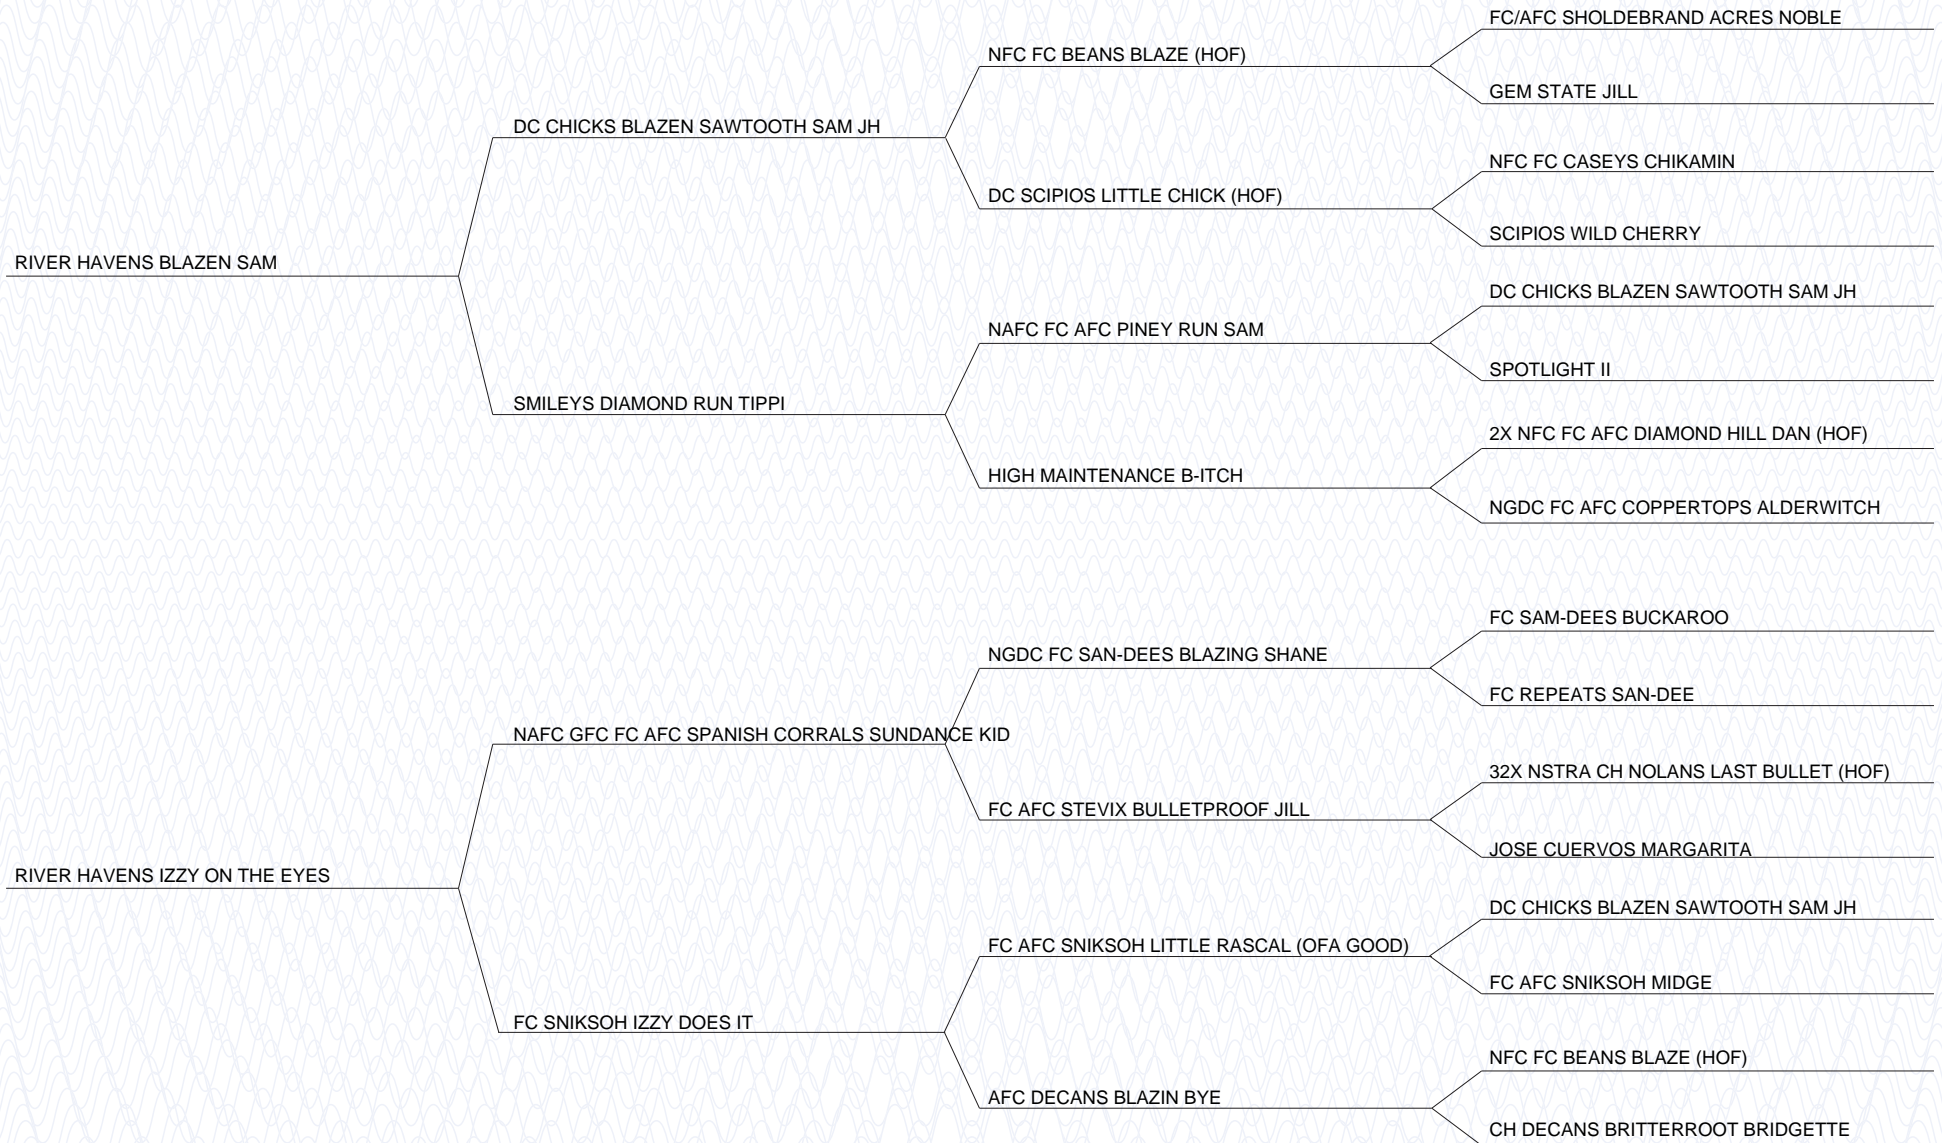 FC/AFC SHOLDEBRAND ACRES NOBLE
NFC FC BEANS BLAZE (HOF)
GEM STATE JILL
DC CHICKS BLAZEN SAWTOOTH SAM JH
NFC FC CASEYS CHIKAMIN
DC SCIPIOS LITTLE CHICK (HOF)
SCIPIOS WILD CHERRY
RIVER HAVENS BLAZEN SAM
DC CHICKS BLAZEN SAWTOOTH SAM JH
NAFC FC AFC PINEY RUN SAM
SPOTLIGHT II
SMILEYS DIAMOND RUN TIPPI
2X NFC FC AFC DIAMOND HILL DAN (HOF)
HIGH MAINTENANCE B-ITCH
NGDC FC AFC COPPERTOPS ALDERWITCH
FC SAM-DEES BUCKAROO
NGDC FC SAN-DEES BLAZING SHANE
FC REPEATS SAN-DEE
NAFC GFC FC AFC SPANISH CORRALS SUNDANCE KID
32X NSTRA CH NOLANS LAST BULLET (HOF)
FC AFC STEVIX BULLETPROOF JILL
JOSE CUERVOS MARGARITA
RIVER HAVENS IZZY ON THE EYES
DC CHICKS BLAZEN SAWTOOTH SAM JH
FC AFC SNIKSOH LITTLE RASCAL (OFA GOOD)
FC AFC SNIKSOH MIDGE
FC SNIKSOH IZZY DOES IT
NFC FC BEANS BLAZE (HOF)
AFC DECANS BLAZIN BYE
CH DECANS BRITTERROOT BRIDGETTE